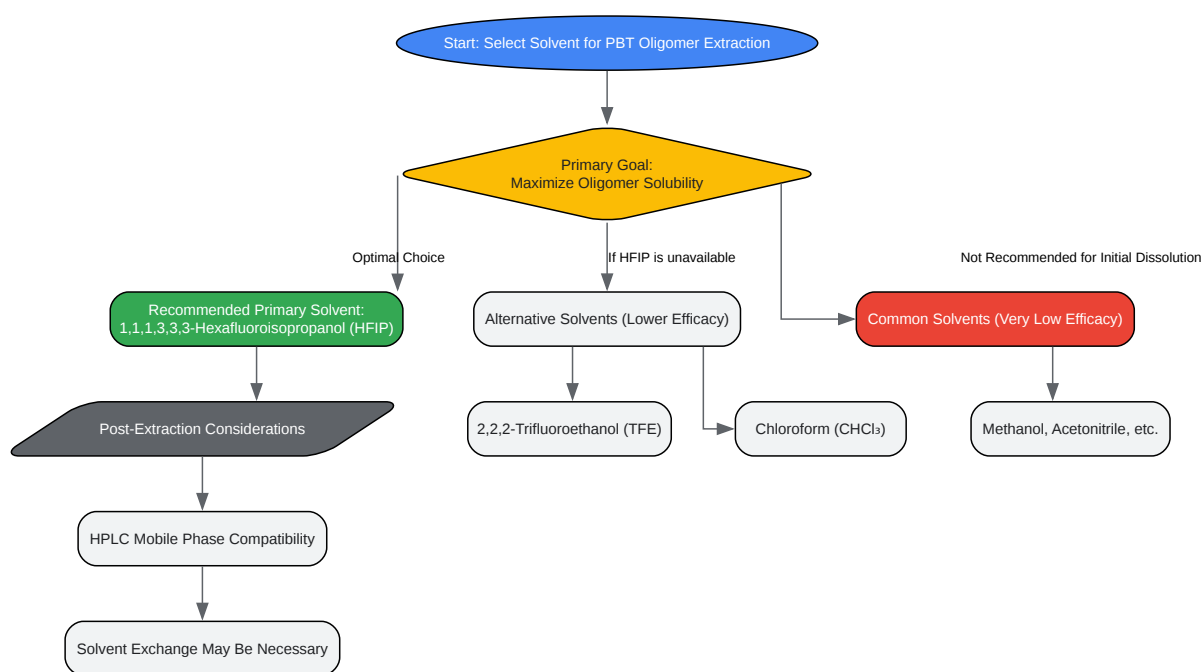 Start: Select Solvent for PBT Oligomer Extraction
Primary Goal:
Maximize Oligomer Solubility
Optimal Choice
If HFIP is unavailable
Not Recommended for Initial Dissolution
Recommended Primary Solvent:
1,1,1,3,3,3-Hexafluoroisopropanol (HFIP)
Alternative Solvents (Lower Efficacy)
Common Solvents (Very Low Efficacy)
Post-Extraction Considerations
2,2,2-Trifluoroethanol (TFE)
Chloroform (CHCl₃)
Methanol, Acetonitrile, etc.
HPLC Mobile Phase Compatibility
Solvent Exchange May Be Necessary